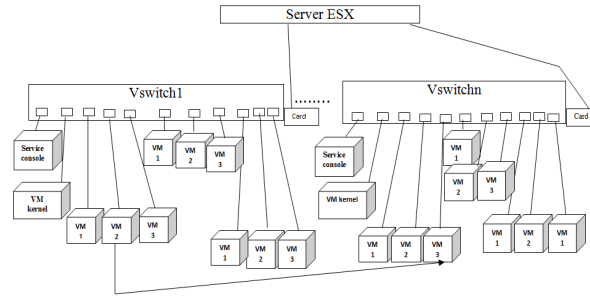 Server ESX
Vswitch1
Card
........
Vswitchn
Card
Service
console
VM
1
VM
2
VM
3
VM
kernel
VM
1
VM
2
VM
3
VM
1
VM
2
VM
3
Service
console
VM
1
VM
2
VM
3
VM kernel
VM
1
VM
2
VM
3
VM
1
VM
2
VM
1